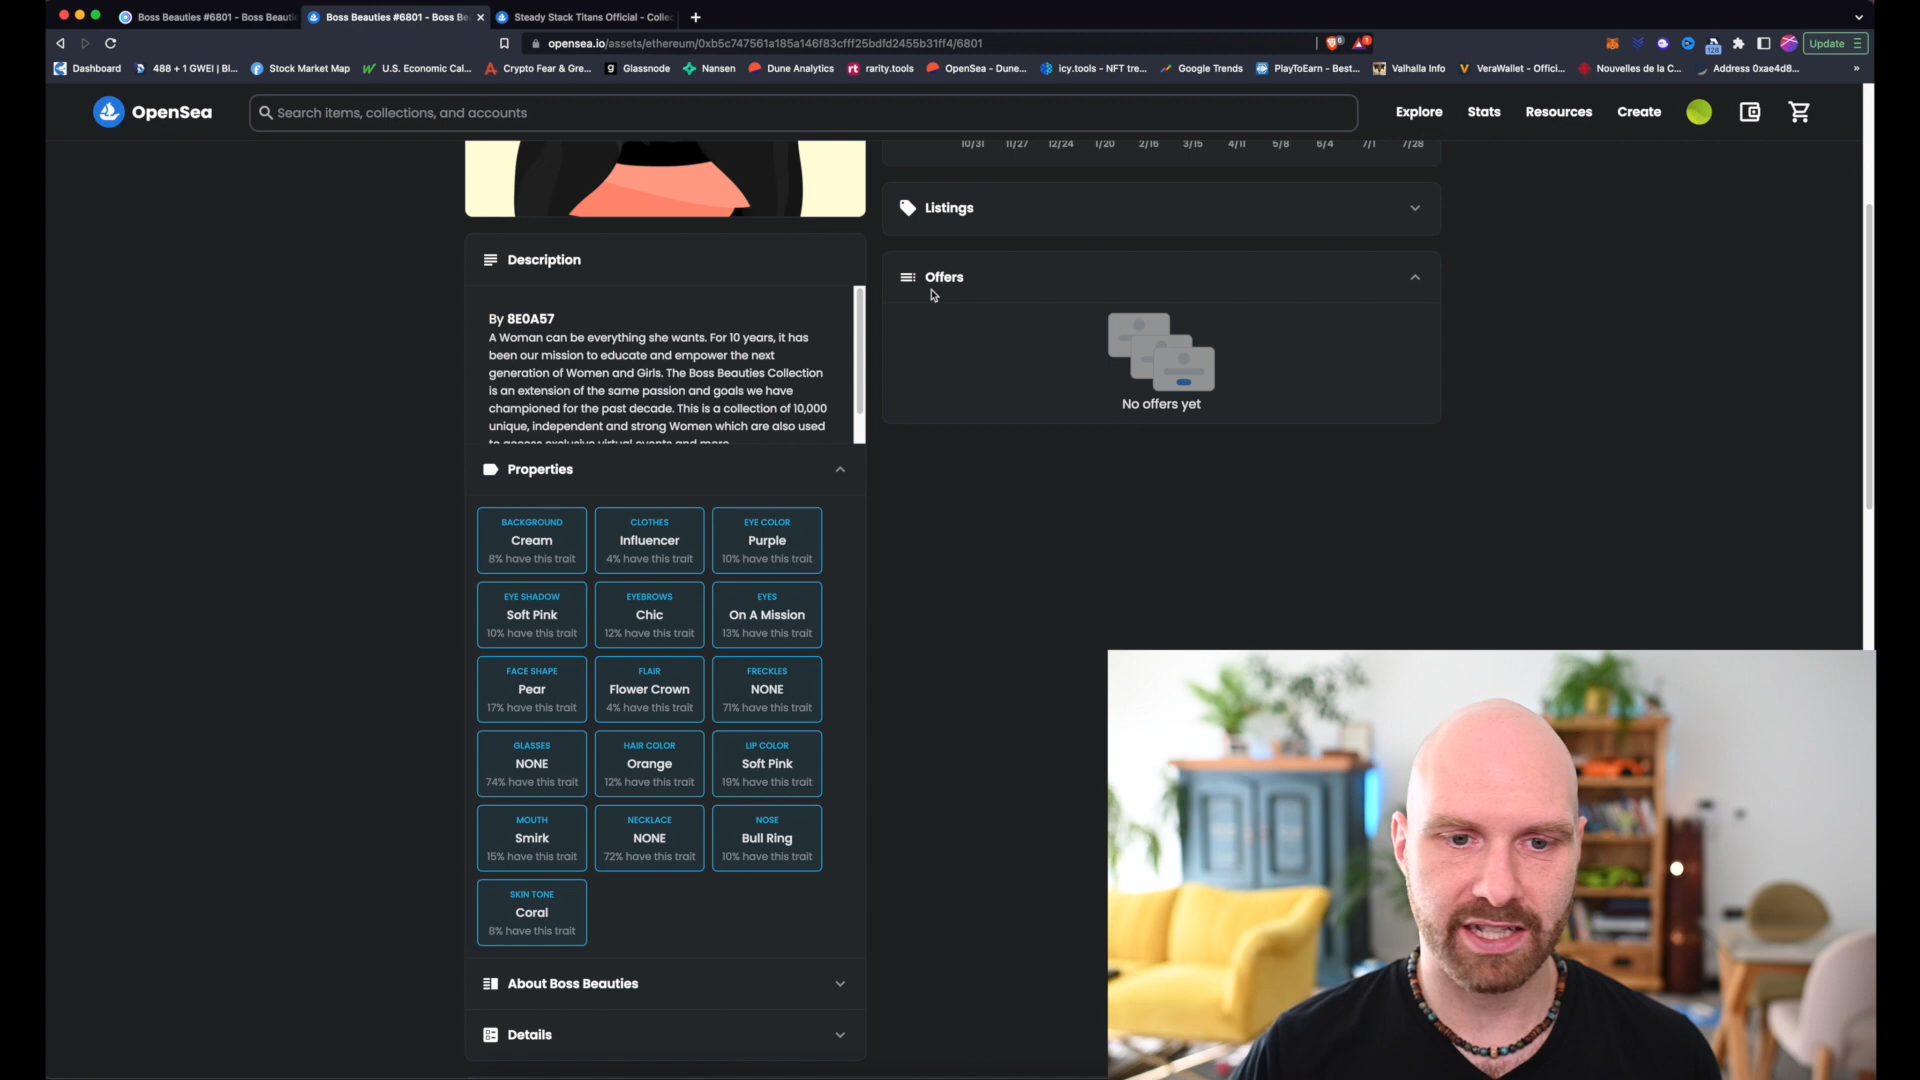 Boss Beauties #6801 - Boss Beauti
Boss Beauties #6801 - Boss Be
Steady Stack Titans Official - Collec
opensea.io/assets/ethereum/0xb5c747561a185a146f83cfff25bdfd2455b31ff4/6801
Update
Dashboard
488 + 1 GWEI | Bl...
Stock Market Map
U.S. Economic Cal...
Crypto Fear & Gre...
Glassnode
Nansen
Dune Analytics
rarity.tools
OpenSea - Dune...
icy.tools - NFT tre...
Google Trends
PlayToEarn - Best...
Valhalla Info
VeraWallet - Offici...
Nouvelles de la C...
Address 0xae4d8...
OpenSea
Search items, collections, and accounts
Explore
Stats
Resources
Create
10/31 11/27 12/24 1/20 2/16 3/15 4/11 5/8 6/4 7/1 7/28
Listings
Offers
No offers yet
Description
By 8E0A57
A Woman can be everything she wants. For 10 years, it has
been our mission to educate and empower the next
generation of Women and Girls. The Boss Beauties Collection
is an extension of the same passion and goals we have
championed for the past decade. This is a collection of 10,000
unique, independent and strong Women which are also used
to access exclusive virtual events and more.
Properties
BACKGROUND
Cream
8% have this trait
CLOTHES
Influencer
4% have this trait
EYE COLOR
Purple
10% have this trait
EYE SHADOW
Soft Pink
10% have this trait
EYEBROWS
Chic
12% have this trait
EYES
On A Mission
13% have this trait
FACE SHAPE
Pear
17% have this trait
FLAIR
Flower Crown
4% have this trait
FRECKLES
NONE
71% have this trait
GLASSES
NONE
74% have this trait
HAIR COLOR
Orange
12% have this trait
LIP COLOR
Soft Pink
19% have this trait
MOUTH
Smirk
15% have this trait
NECKLACE
NONE
72% have this trait
NOSE
Bull Ring
10% have this trait
SKIN TONE
Coral
8% have this trait
About Boss Beauties
Details